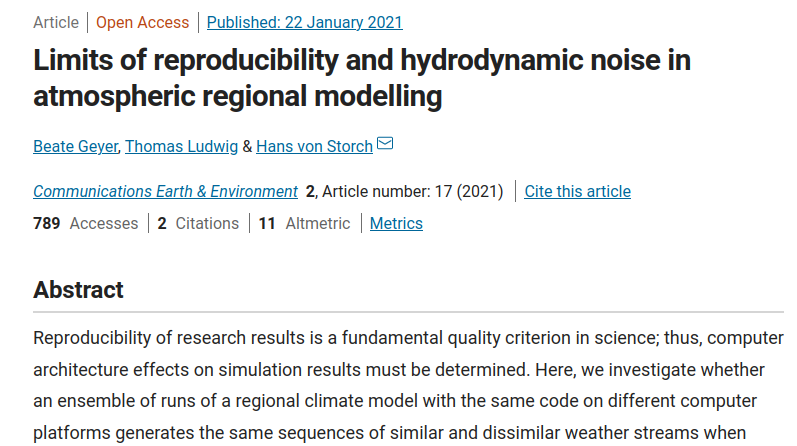 Article | Open Access | Published: 22 January 2021
Limits of reproducibility and hydrodynamic noise in
atmospheric regional modelling
Beate Geyer, Thomas Ludwig & Hans von Storch
Communications Earth & Environment 2, Article number: 17 (2021) | Cite this article
789 Accesses | 2 Citations | 11 Altmetric | Metrics
Abstract
Reproducibility of research results is a fundamental quality criterion in science; thus, computer
architecture effects on simulation results must be determined. Here, we investigate whether
an ensemble of runs of a regional climate model with the same code on different computer
platforms generates the same sequences of similar and dissimilar weather streams when